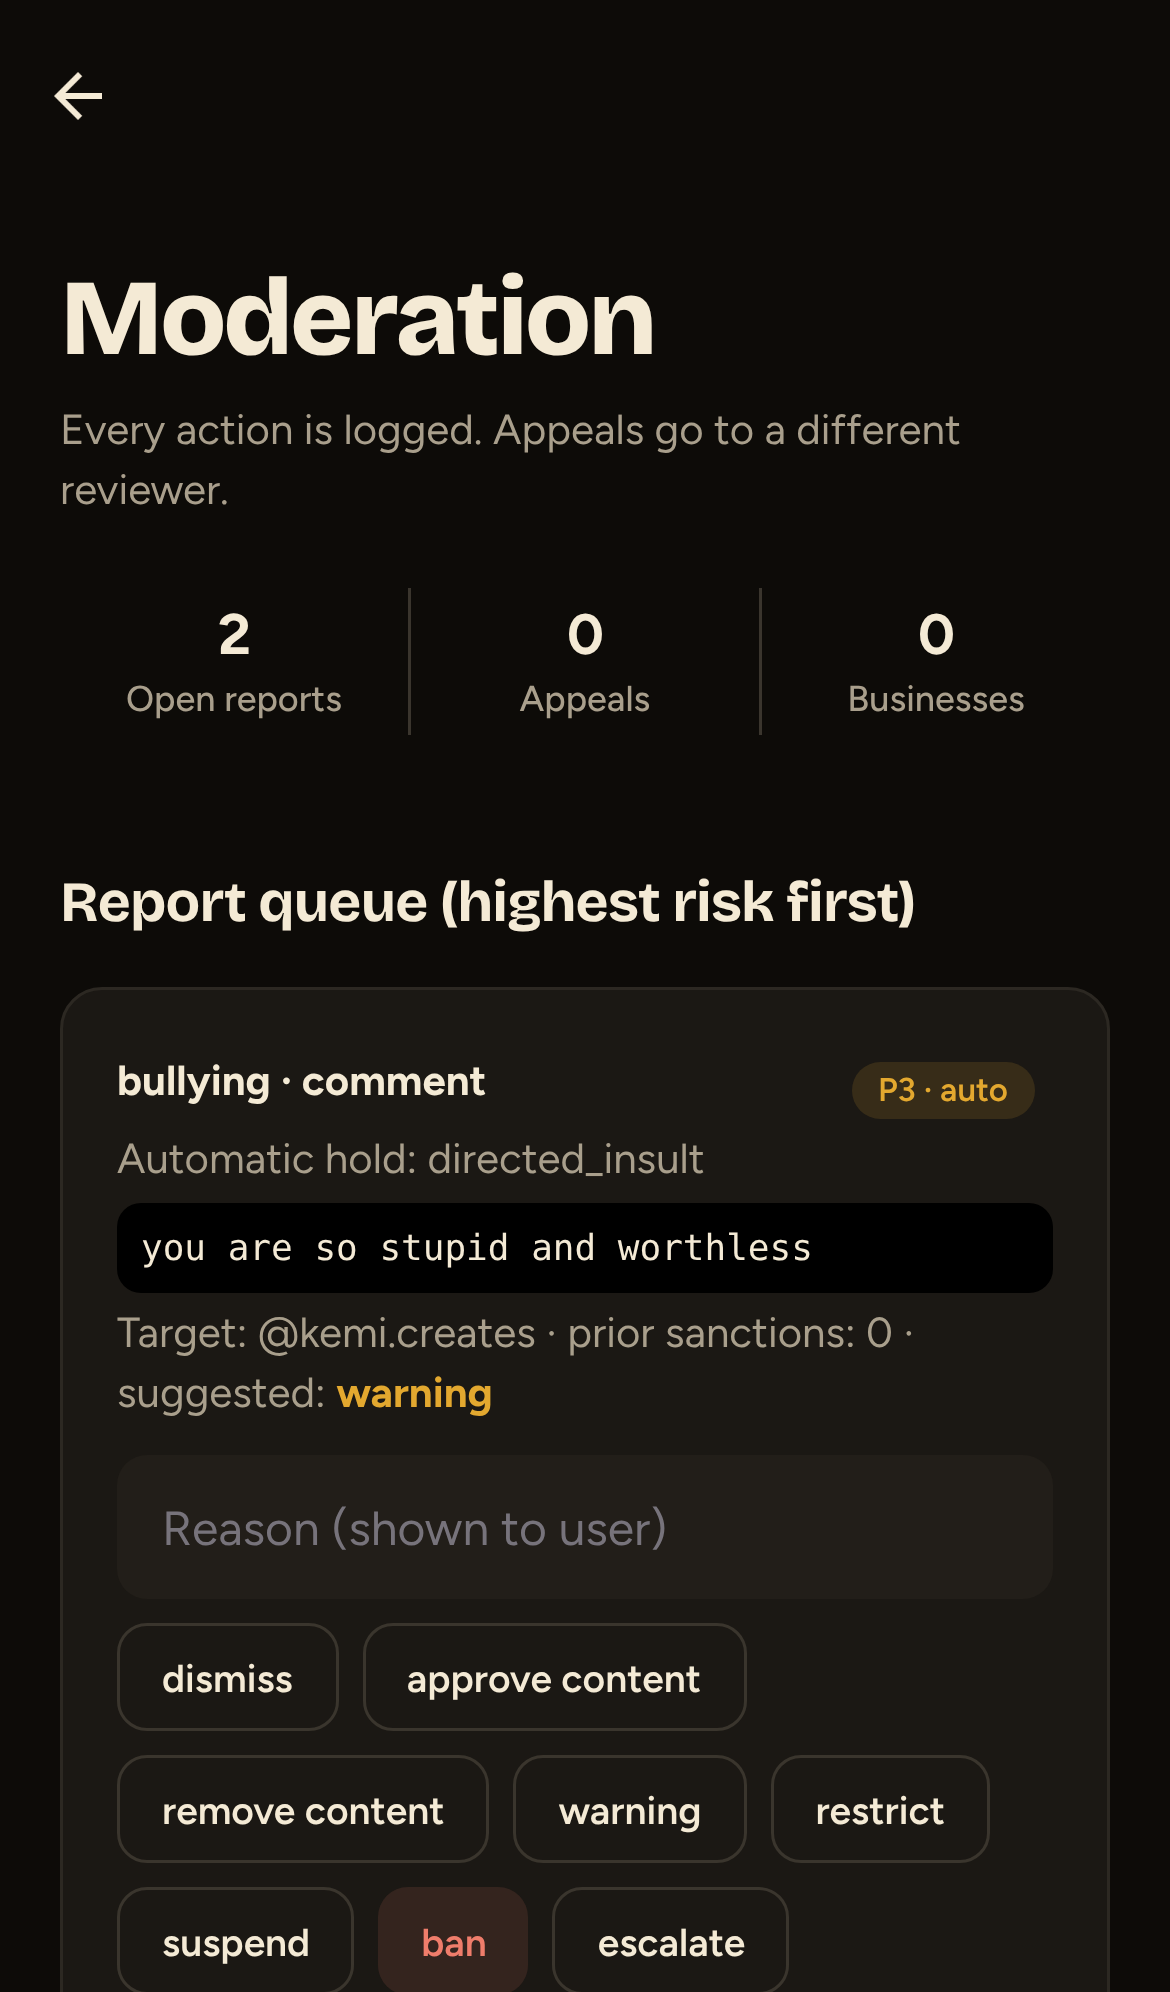 Moderation
Every action is logged. Appeals go to a different
reviewer.
2
Open reports
0
Appeals
0
Businesses
Report queue (highest risk first)
bullying · comment
P3 · auto
Automatic hold: directed_insult
you are so stupid and worthless
Target: @kemi.creates · prior sanctions: 0 ·
suggested: warning
Reason (shown to user)
dismiss
approve content
remove content
warning
restrict
suspend
ban
escalate